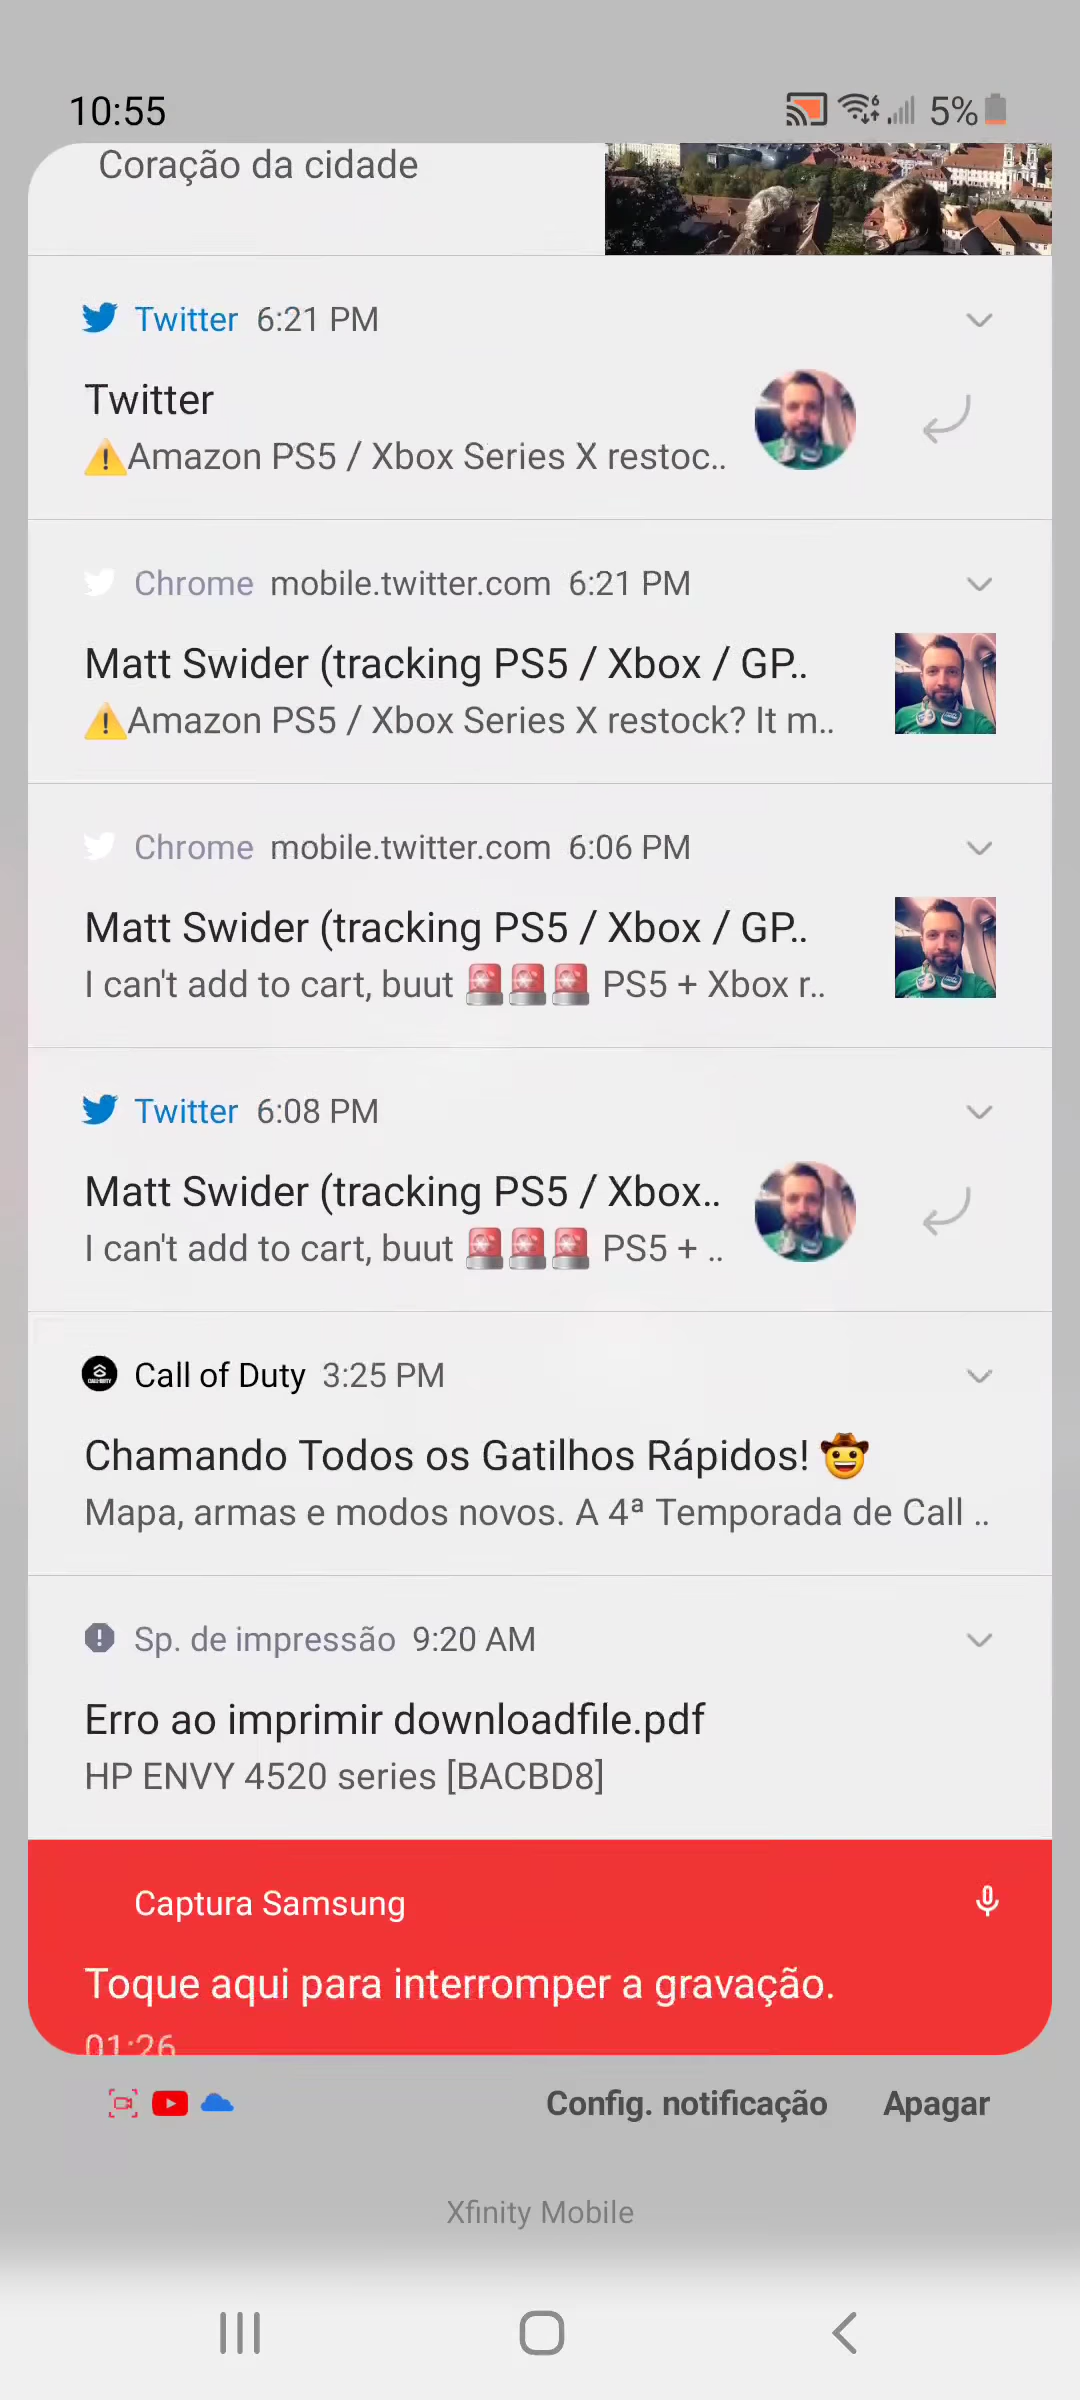 10:55
5%
Coração da cidade
Twitter 6:21 PM
Twitter
⚠️Amazon PS5 / Xbox Series X restoc..
Chrome mobile.twitter.com 6:21 PM
Matt Swider (tracking PS5 / Xbox / GP..
⚠️Amazon PS5 / Xbox Series X restock? It m..
Chrome mobile.twitter.com 6:06 PM
Matt Swider (tracking PS5 / Xbox / GP..
I can't add to cart, buut 🚨🚨🚨 PS5 + Xbox r..
Twitter 6:08 PM
Matt Swider (tracking PS5 / Xbox..
I can't add to cart, buut 🚨🚨🚨 PS5 + ..
Call of Duty 3:25 PM
Chamando Todos os Gatilhos Rápidos! 🤠
Mapa, armas e modos novos. A 4ª Temporada de Call ..
Sp. de impressão 9:20 AM
Erro ao imprimir downloadfile.pdf
HP ENVY 4520 series [BACBD8]
Captura Samsung
Toque aqui para interromper a gravação.
01:26
Config. notificação Apagar
Xfinity Mobile